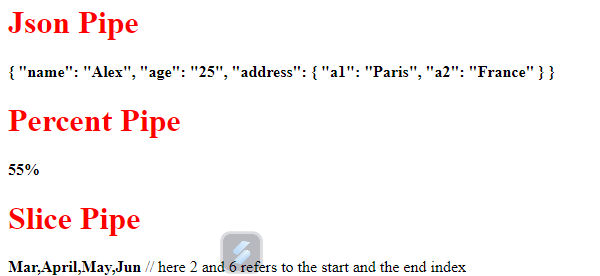 Json Pipe
{ "name": "Alex", "age": "25", "address": { "a1": "Paris", "a2": "France" } }
Percent Pipe
55%
Slice Pipe
Mar,April,May,Jun // here 2 and 6 refers to the start and the end index